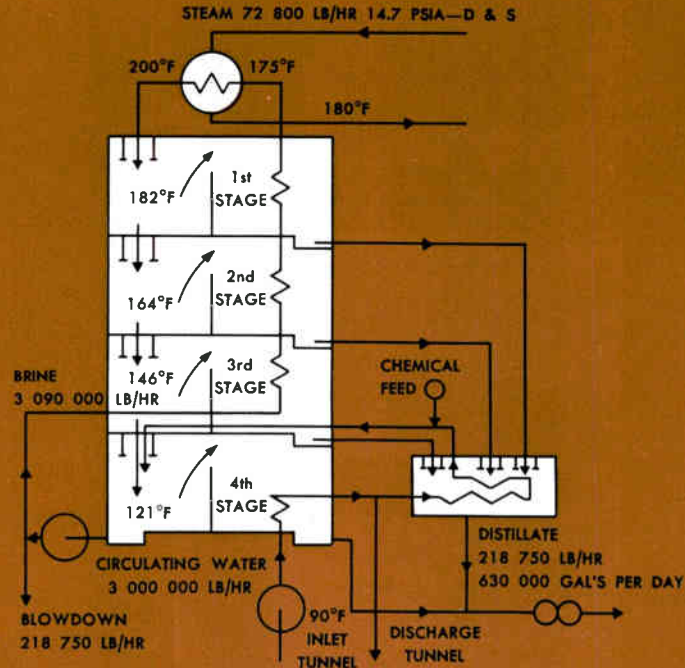 STEAM 72 800 LB/HR 14.7 PSIA—D & S
200°F
175°F
180°F
182°F
1st
STAGE
164°F
2nd
STAGE
146°F
3rd
STAGE
BRINE
3 090 000 LB/HR
CHEMICAL
FEED
121°F
4th
STAGE
CIRCULATING WATER
3 000 000 LB/HR
DISTILLATE
218 750 LB/HR
630 000 GAL'S PER DAY
BLOWDOWN
218 750 LB/HR
90°F
INLET
TUNNEL
DISCHARGE
TUNNEL